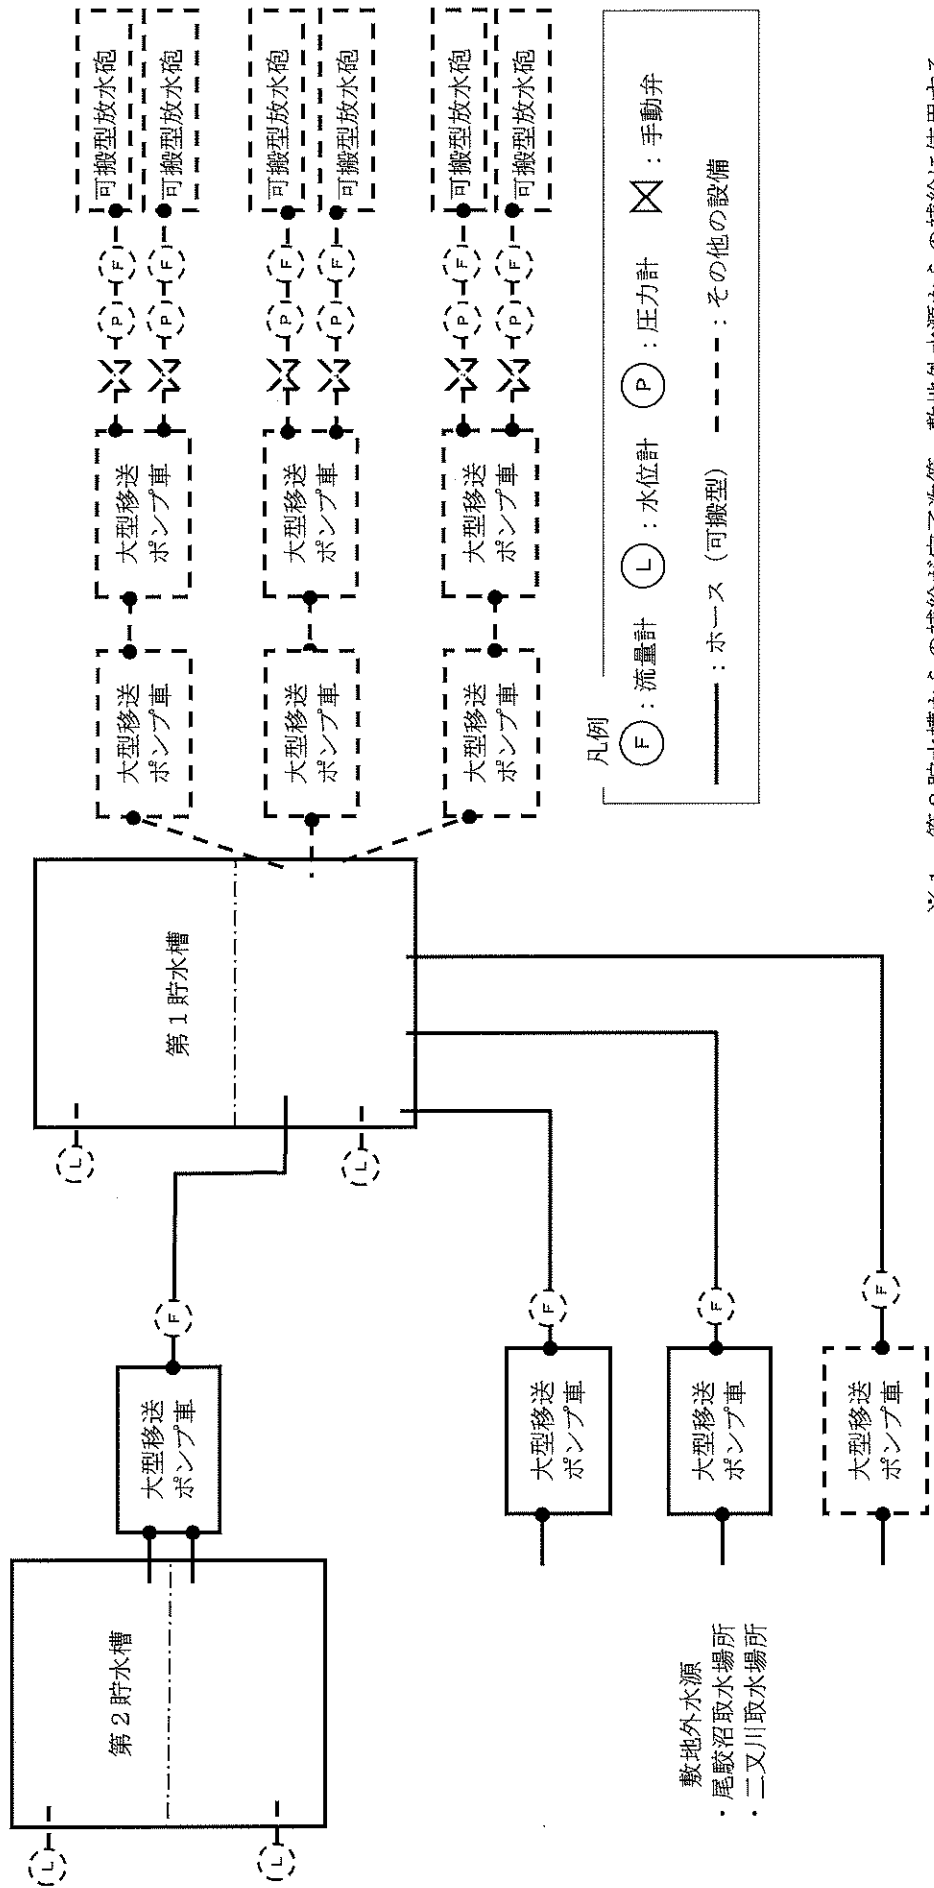 第2貯水槽
L
L
大型移送
ポンプ車
F
第1貯水槽
L
L
敷地外水源
・尾駮沼取水場所
・二又川取水場所
大型移送
ポンプ車
F
大型移送
ポンプ車
F
大型移送
ポンプ車
F
大型移送
ポンプ車
大型移送
ポンプ車
P
F
可搬型放水砲
P
F
可搬型放水砲
大型移送
ポンプ車
大型移送
ポンプ車
P
F
可搬型放水砲
P
F
可搬型放水砲
大型移送
ポンプ車
大型移送
ポンプ車
P
F
可搬型放水砲
P
F
可搬型放水砲
凡例
F：流量計 L：水位計 P：圧力計 ：手動弁
：ホース（可搬型） ：その他の設備